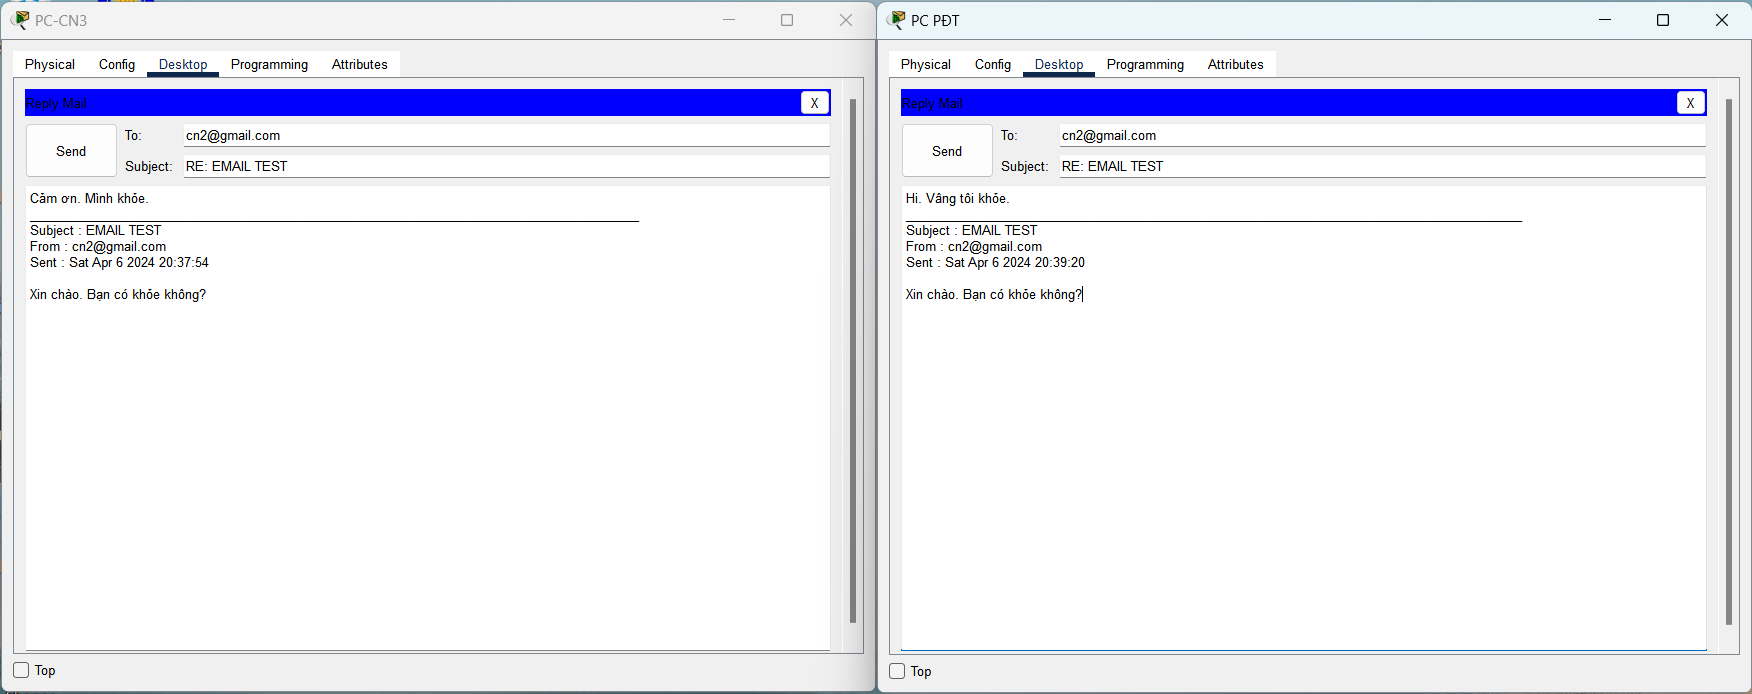 PC-CN3
Physical Config Desktop Programming Attributes
Reply Mail X
Send
To: cn2@gmail.com
Subject: RE: EMAIL TEST
Cảm ơn. Mình khỏe.
Subject : EMAIL TEST
From : cn2@gmail.com
Sent : Sat Apr 6 2024 20:37:54
Xin chào. Bạn có khỏe không?
Top
PC PĐT
Physical Config Desktop Programming Attributes
Reply Mail X
Send
To: cn2@gmail.com
Subject: RE: EMAIL TEST
Hi. Vâng tôi khỏe.
Subject : EMAIL TEST
From : cn2@gmail.com
Sent : Sat Apr 6 2024 20:39:20
Xin chào. Bạn có khỏe không?
Top